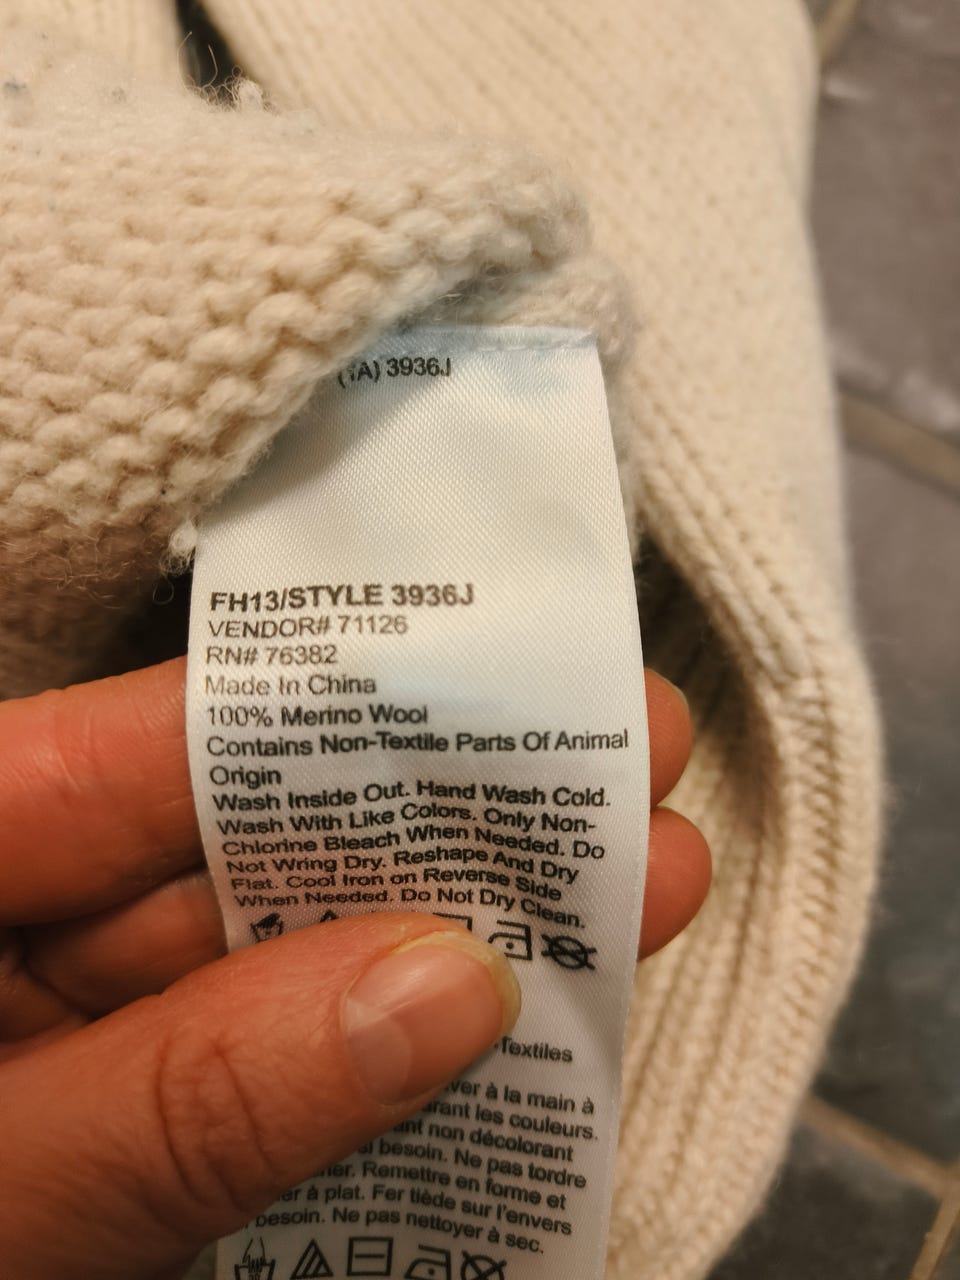 (1A) 3936J
FH13/STYLE 3936J
VENDOR# 71126
RN# 76382
Made In China
100% Merino Wool
Contains Non-Textile Parts Of Animal
Origin
Wash Inside Out. Hand Wash Cold.
Wash With Like Colors. Only Non-
Chlorine Bleach When Needed. Do
Not Wring Dry. Reshape And Dry
Flat. Cool Iron on Reverse Side
When Needed. Do Not Dry Clean.
-Textiles
à la main à
les couleurs.
non décolorant
besoin. Ne pas tordre
Remettre en forme et
à plat. Fer tiède sur l'envers
besoin. Ne pas nettoyer à sec.